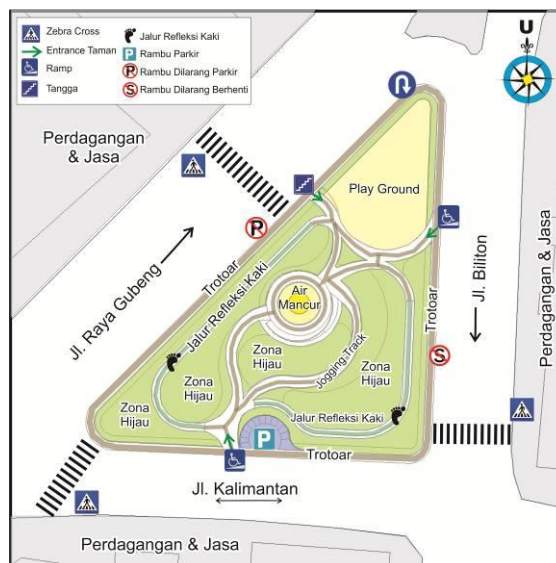 Zebra Cross
Entrance Taman
Ramp
Tangga
Jalur Refleksi Kaki
P
Rambu Parkir
P
Rambu Dilarang Parkir
S
Rambu Dilarang Berhenti
U
Perdagangan
& Jasa
Play Ground
P
Trotoar
Jalur Refleksi Kaki
Jl. Raya Gubeng
Air
Mancur
Jl. Biliton
Trotoar
Perdagangan
& Jasa
S
Jogging Track
Zona
Hijau
Zona
Hijau
Zona
Hijau
Zona
Hijau
Jalur Refleksi Kaki
P
Trotoar
Jl. Kalimantan
Perdagangan & Jasa